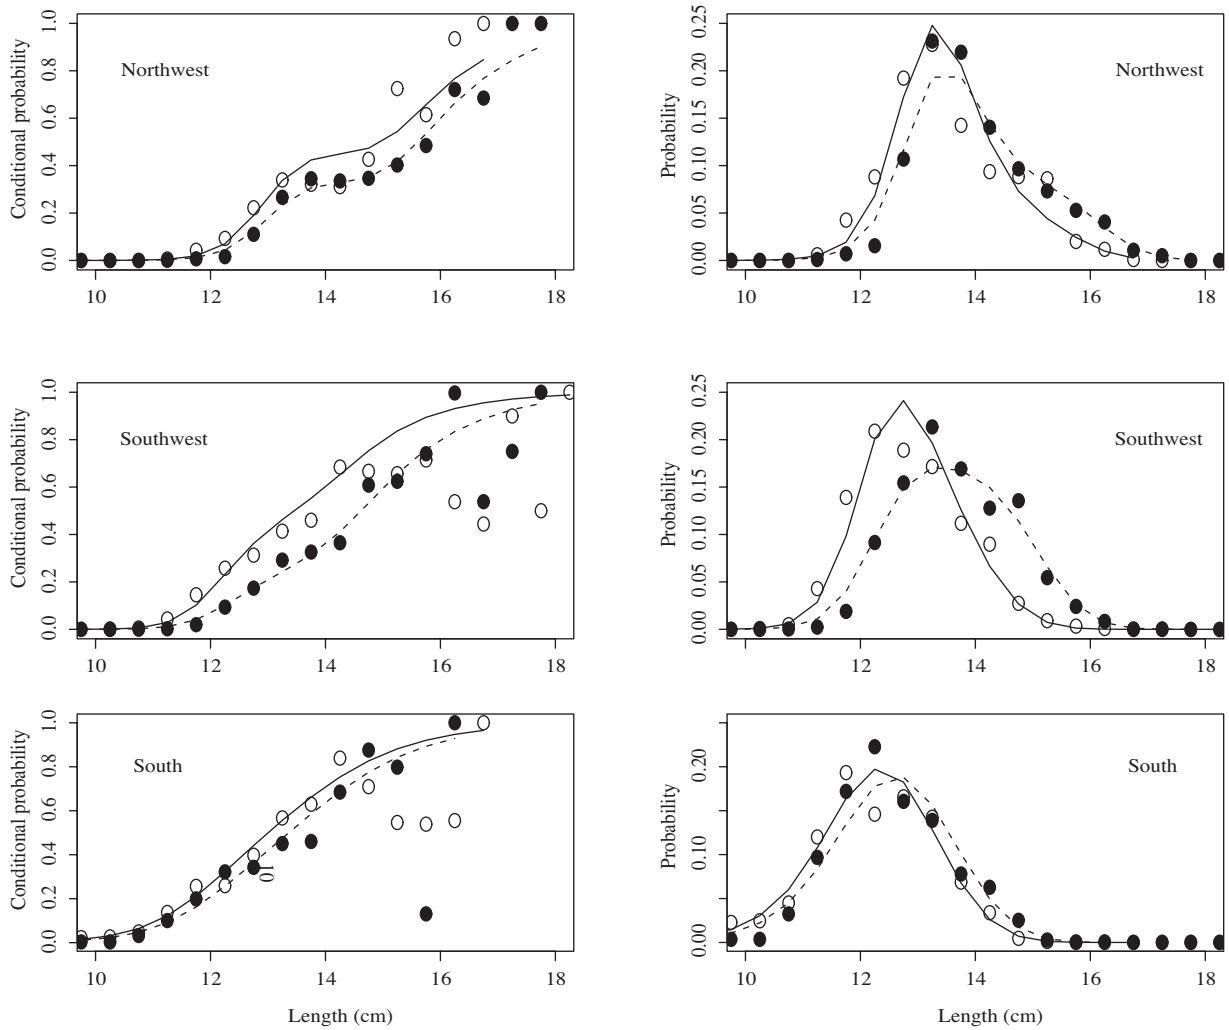 Conditional probability
0.0 0.2 0.4 0.6 0.8 1.0
Northwest
10 12 14 16 18
Probability
0.00 0.05 0.10 0.15 0.20 0.25
Northwest
10 12 14 16 18
Conditional probability
0.0 0.2 0.4 0.6 0.8 1.0
Southwest
10 12 14 16 18
Probability
0.00 0.05 0.10 0.15 0.20 0.25
Southwest
12 14 16 18
Conditional probability
0.0 0.2 0.4 0.6 0.8 1.0
South
10
10 12 14 16 18
Length (cm)
Probability
0.00 0.10 0.20
South
10 12 14 16 18
Length (cm)